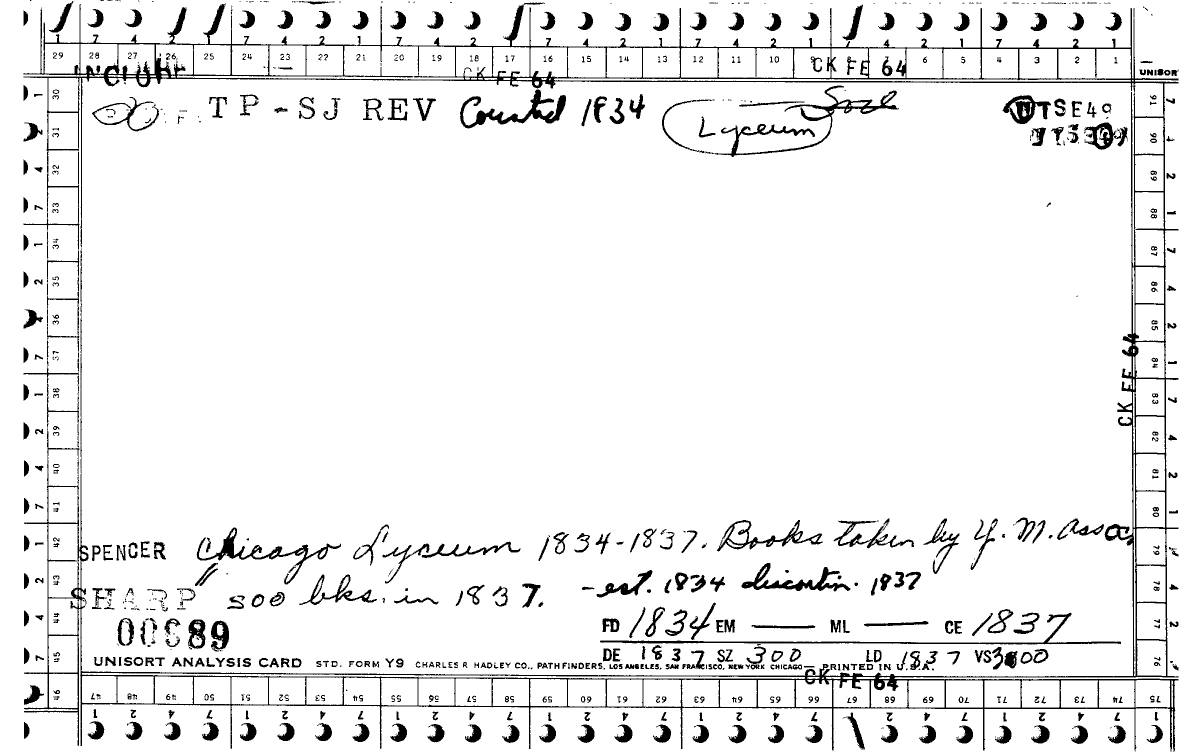 1 7 4 2 1 7 4 2 1 7 4 2 1 7 4 2 1 7 4 2 1 7 4 2 1 7 4 2 1
29 28 27 26 25 24 23 22 21 20 19 18 17 16 15 14 13 12 11 10 9 8 7 6 5 4 3 2 1
CK FE 64 CK FE 64 UNISORT
TP-SJ REV Counted 1834 Lyceum TSE49
30 31 32 33 34 35 36 37 38 39 40 41 42 43 44 45 46
91 90 89 88 87 86 85 84 83 82 81 80 79 78 77 76
CK FE 64
SPENCER Chicago Lyceum 1834-1837. Books taken by Y. M. Assoc.
SHARP " 300 bks. in 1837. - est. 1834 discontin. 1837
00689 FD 1834 EM — ML — CE 1837
DE 1837 SZ 300 LD 1837 VS 300
UNISORT ANALYSIS CARD STD. FORM Y9 CHARLES R HADLEY CO., PATHFINDERS, LOS ANGELES, SAN FRANCISCO, NEW YORK CHICAGO — PRINTED IN U.S.A.
CK FE 64
47 48 49 50 51 52 53 54 55 56 57 58 59 60 61 62 63 64 65 66 67 68 69 70 71 72 73 74 75
1 2 4 7 1 2 4 7 1 2 4 7 1 2 4 7 1 2 4 7 1 2 4 7 1 2 4 7 1